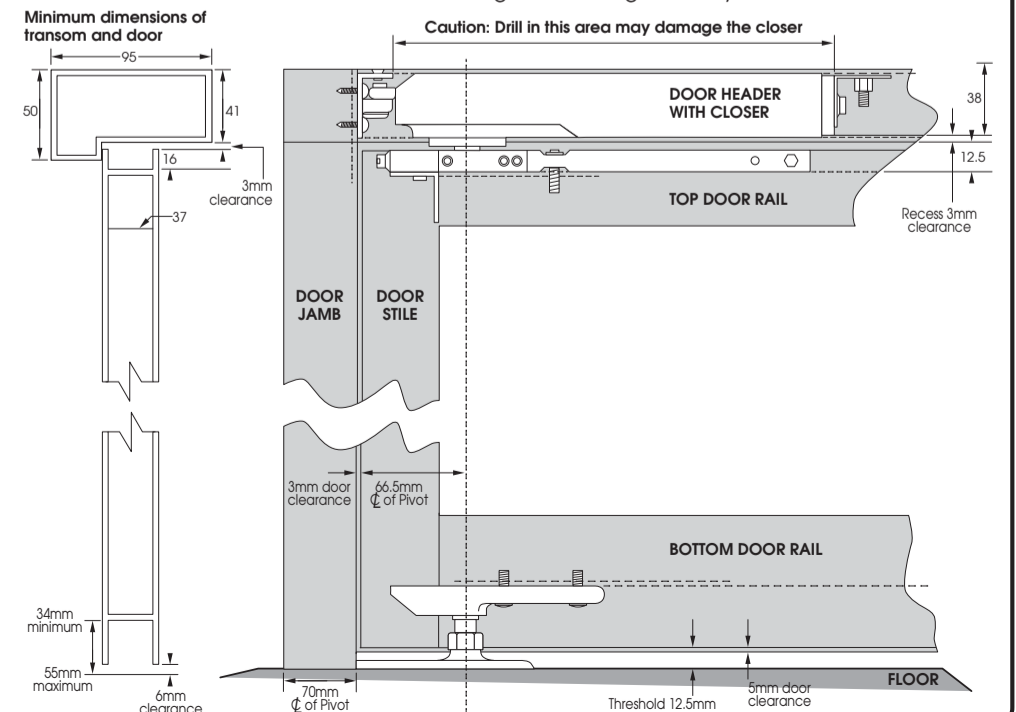 Minimum dimensions of
transom and door
Caution: Drill in this area may damage the closer
95
50
41
16
3mm
clearance
37
DOOR HEADER
WITH CLOSER
38
12.5
TOP DOOR RAIL
Recess 3mm
clearance
DOOR
JAMB
DOOR
STILE
3mm door
clearance
66.5mm
℄ of Pivot
BOTTOM DOOR RAIL
34mm
minimum
55mm
maximum
6mm
clearance
70mm
℄ of Pivot
Threshold 12.5mm
5mm door
clearance
FLOOR